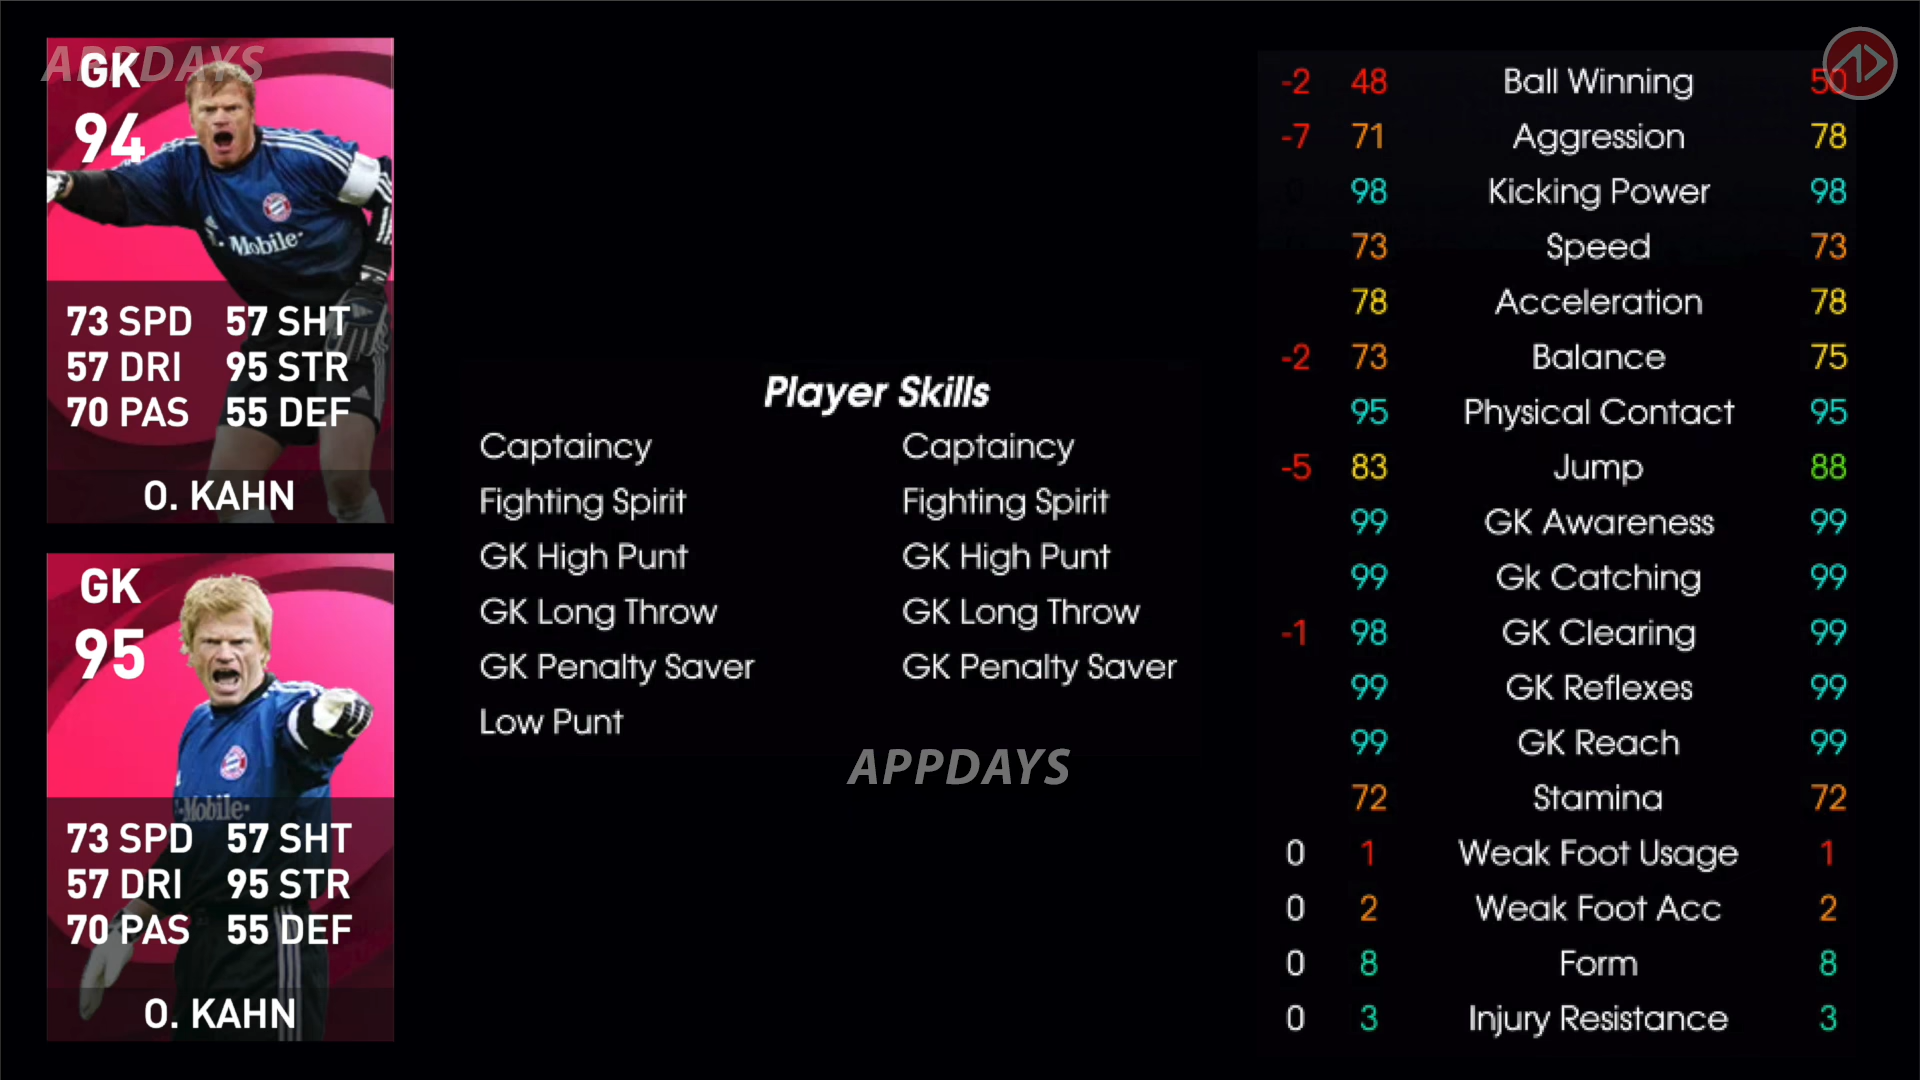 APPDAYS
GK
94
Mobile
73 SPD 57 SHT
57 DRI 95 STR
70 PAS 55 DEF
O. KAHN
GK
95
Mobile
73 SPD 57 SHT
57 DRI 95 STR
70 PAS 55 DEF
O. KAHN
Player Skills
Captaincy Captaincy
Fighting Spirit Fighting Spirit
GK High Punt GK High Punt
GK Long Throw GK Long Throw
GK Penalty Saver GK Penalty Saver
Low Punt
APPDAYS
-2 48 Ball Winning 50
-7 71 Aggression 78
98 Kicking Power 98
73 Speed 73
78 Acceleration 78
-2 73 Balance 75
95 Physical Contact 95
-5 83 Jump 88
99 GK Awareness 99
99 Gk Catching 99
-1 98 GK Clearing 99
99 GK Reflexes 99
99 GK Reach 99
72 Stamina 72
0 1 Weak Foot Usage 1
0 2 Weak Foot Acc 2
0 8 Form 8
0 3 Injury Resistance 3